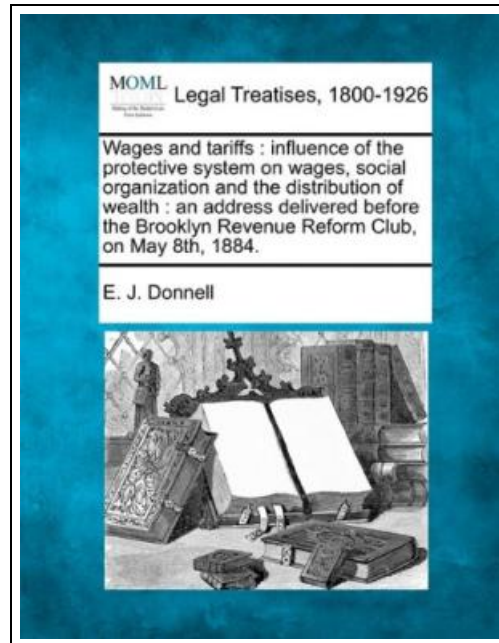 MOML
Legal Treatises, 1800-1926
Wages and tariffs : influence of the
protective system on wages, social
organization and the distribution of
wealth : an address delivered before
the Brooklyn Revenue Reform Club,
on May 8th, 1884.
E. J. Donnell